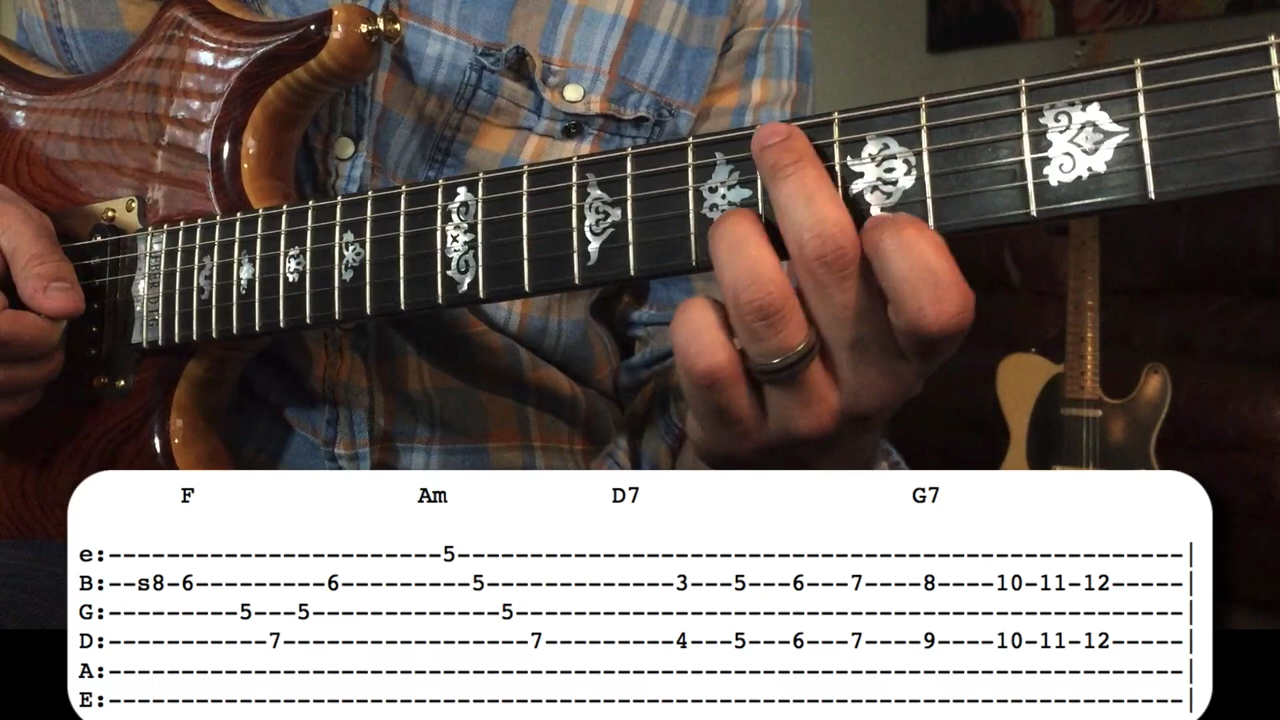 F Am D7 G7
e:-----------------------5--------------------------------------------------|
B:--s8-6---------6---------5-------------3---5---6---7----8----10-11-12-----|
G:---------5---5-------------5----------------------------------------------|
D:-----------7-----------------7---------4---5---6---7----9----10-11-12-----|
A:--------------------------------------------------------------------------|
E:--------------------------------------------------------------------------|